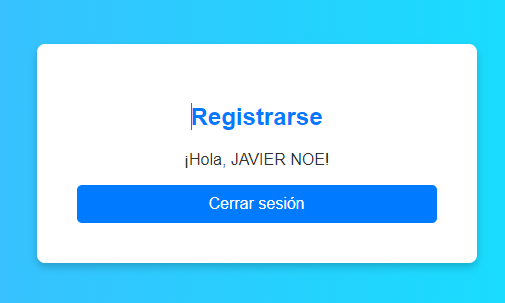 Registrarse
¡Hola, JAVIER NOE!
Cerrar sesión